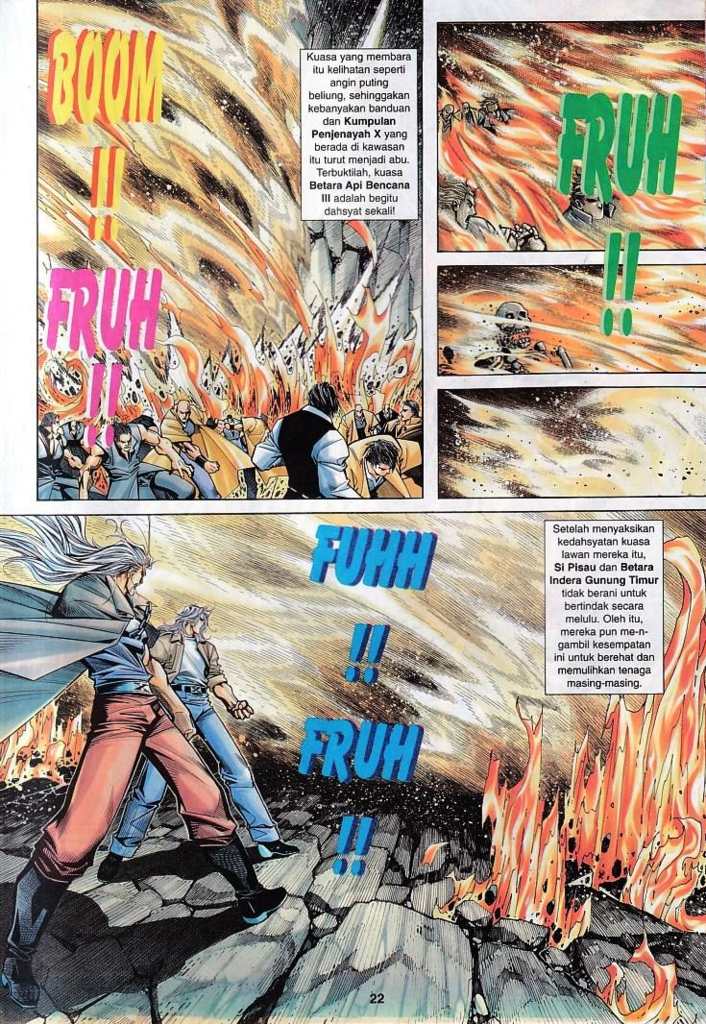 BOOM
!!
FRUH
!!
Kuasa yang membara
itu kelihatan seperti
angin puting
beliung, sehinggakan
kebanyakan banduan
dan Kumpulan
Penjenayah X yang
berada di kawasan
itu turut menjadi abu.
Terbuktilah, kuasa
Betara Api Bencana
III adalah begitu
dahsyat sekali!
FRUH
!!
FUHH
!!
FRUH
!!
Setelah menyaksikan
kedahsyatan kuasa
lawan mereka itu,
Si Pisau dan Betara
Indera Gunung Timur
tidak berani untuk
bertindak secara
melulu. Oleh itu,
mereka pun me-n-
gambil kesempatan
ini untuk berehat dan
memulihkan tenaga
masing-masing.
22